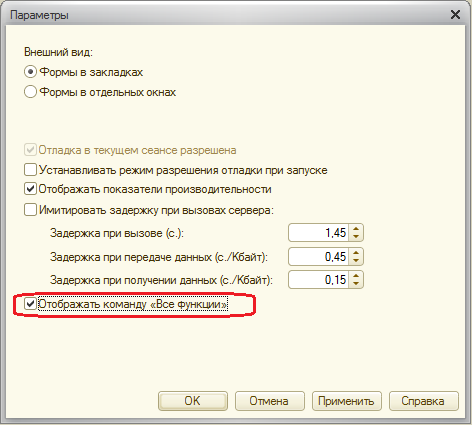 Параметры
Внешний вид:
Формы в закладках
Формы в отдельных окнах
Отладка в текущем сеансе разрешена
Устанавливать режим разрешения отладки при запуске
Отображать показатели производительности
Имитировать задержку при вызовах сервера:
Задержка при вызове (с.): 1,45
Задержка при передаче данных (с./Кбайт): 0,45
Задержка при получении данных (с./Кбайт): 0,15
Отображать команду «Все функции»
OK Отмена Применить Справка